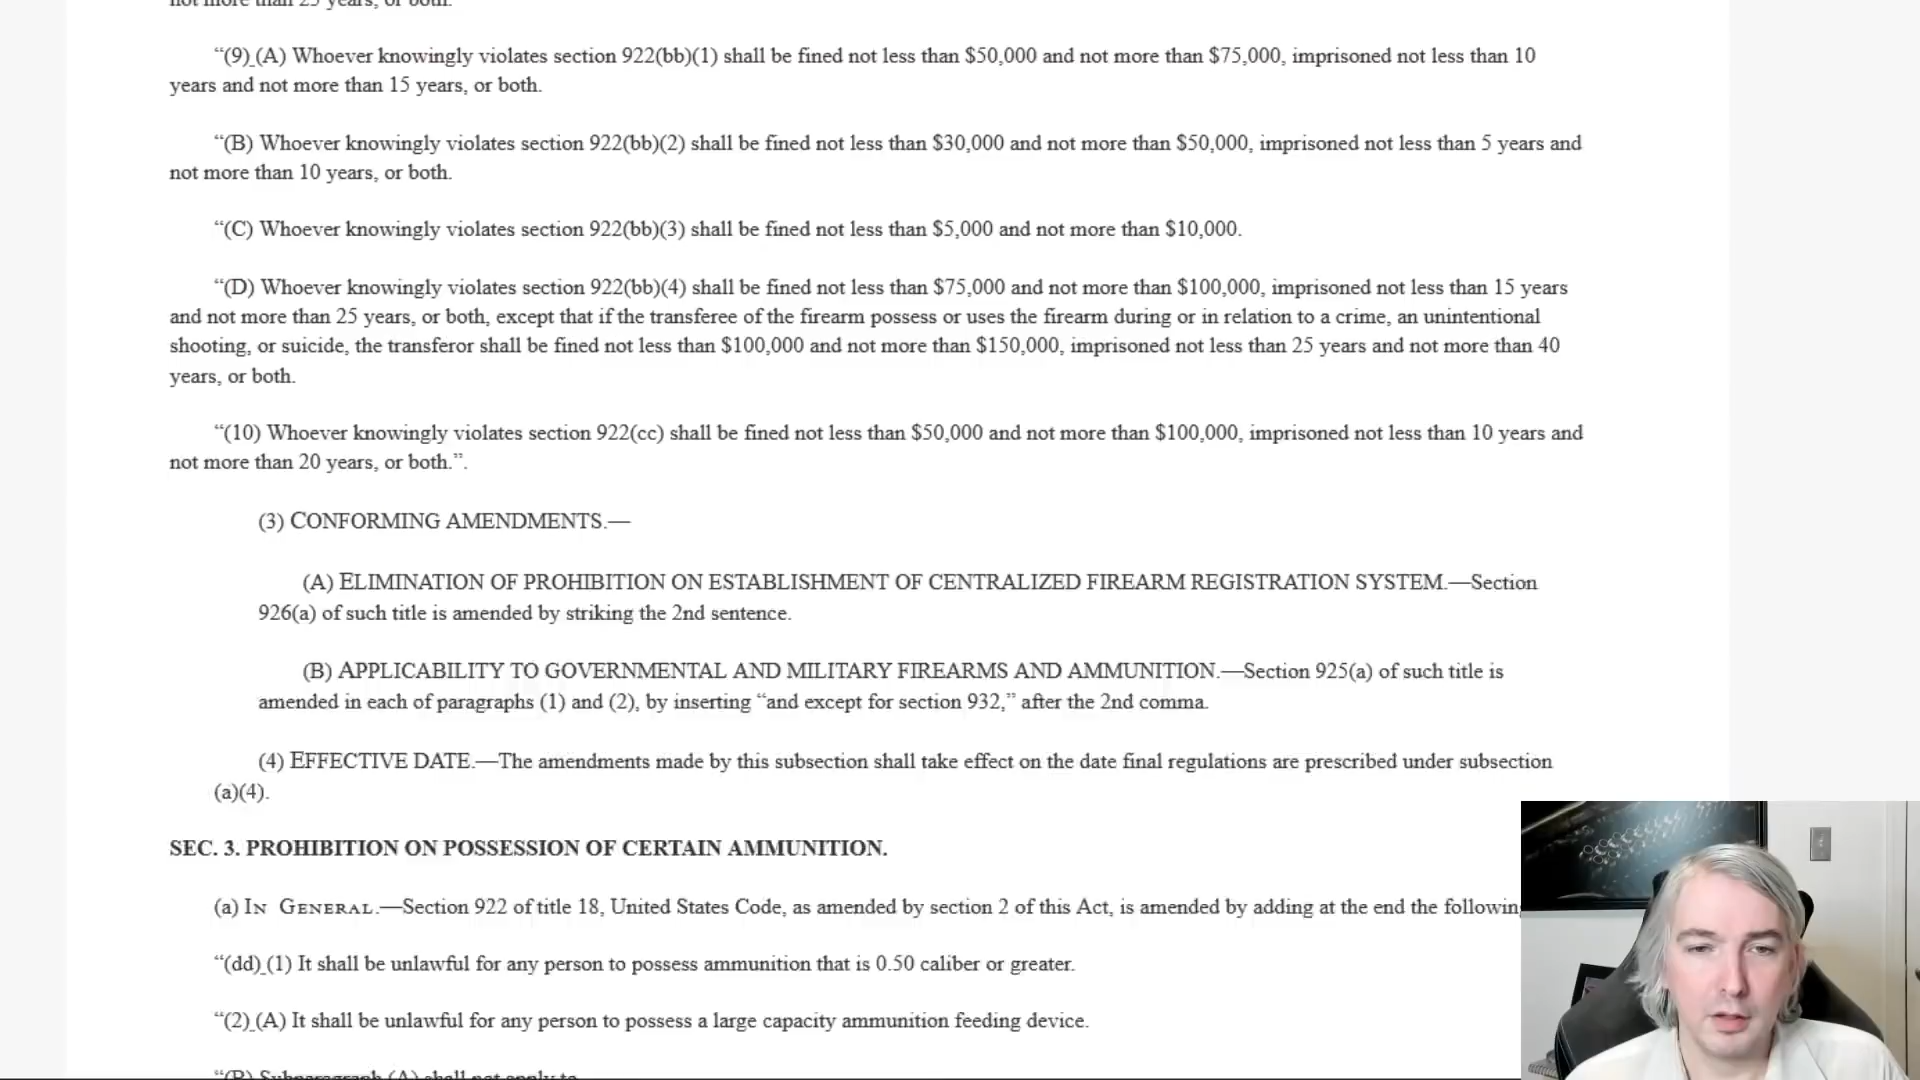 not more than 25 years, or both.
“(9) (A) Whoever knowingly violates section 922(bb)(1) shall be fined not less than $50,000 and not more than $75,000, imprisoned not less than 10
years and not more than 15 years, or both.
“(B) Whoever knowingly violates section 922(bb)(2) shall be fined not less than $30,000 and not more than $50,000, imprisoned not less than 5 years and
not more than 10 years, or both.
“(C) Whoever knowingly violates section 922(bb)(3) shall be fined not less than $5,000 and not more than $10,000.
“(D) Whoever knowingly violates section 922(bb)(4) shall be fined not less than $75,000 and not more than $100,000, imprisoned not less than 15 years
and not more than 25 years, or both, except that if the transferee of the firearm possess or uses the firearm during or in relation to a crime, an unintentional
shooting, or suicide, the transferor shall be fined not less than $100,000 and not more than $150,000, imprisoned not less than 25 years and not more than 40
years, or both.
“(10) Whoever knowingly violates section 922(cc) shall be fined not less than $50,000 and not more than $100,000, imprisoned not less than 10 years and
not more than 20 years, or both.”.
(3) CONFORMING AMENDMENTS.—
(A) ELIMINATION OF PROHIBITION ON ESTABLISHMENT OF CENTRALIZED FIREARM REGISTRATION SYSTEM.—Section
926(a) of such title is amended by striking the 2nd sentence.
(B) APPLICABILITY TO GOVERNMENTAL AND MILITARY FIREARMS AND AMMUNITION.—Section 925(a) of such title is
amended in each of paragraphs (1) and (2), by inserting “and except for section 932,” after the 2nd comma.
(4) EFFECTIVE DATE.—The amendments made by this subsection shall take effect on the date final regulations are prescribed under subsection
(a)(4).
SEC. 3. PROHIBITION ON POSSESSION OF CERTAIN AMMUNITION.
(a) IN GENERAL.—Section 922 of title 18, United States Code, as amended by section 2 of this Act, is amended by adding at the end the followin
“(dd) (1) It shall be unlawful for any person to possess ammunition that is 0.50 caliber or greater.
“(2) (A) It shall be unlawful for any person to possess a large capacity ammunition feeding device.
“(B) Subparagraph (A) shall not apply to